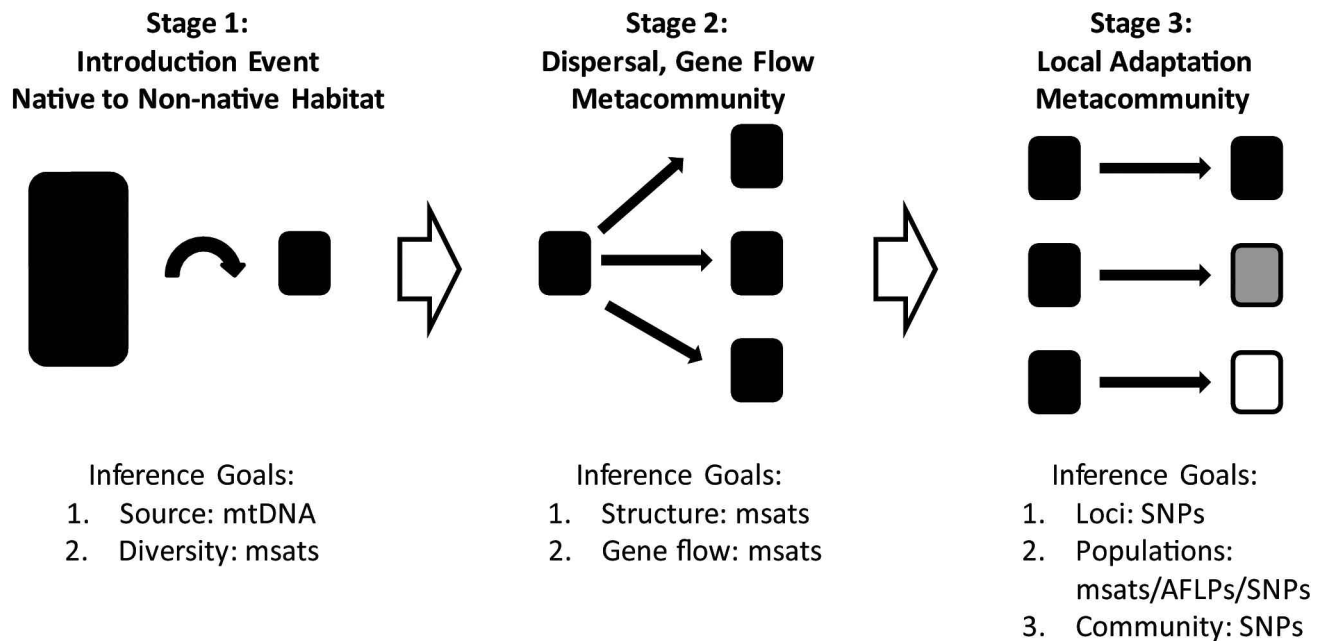 Stage 1:
Introduction Event
Native to Non-native Habitat
Inference Goals:
1. Source: mtDNA
2. Diversity: msats
Stage 2:
Dispersal, Gene Flow
Metacommunity
Inference Goals:
1. Structure: msats
2. Gene flow: msats
Stage 3:
Local Adaptation
Metacommunity
Inference Goals:
1. Loci: SNPs
2. Populations:
msats/AFLPs/SNPs
3. Community: SNPs